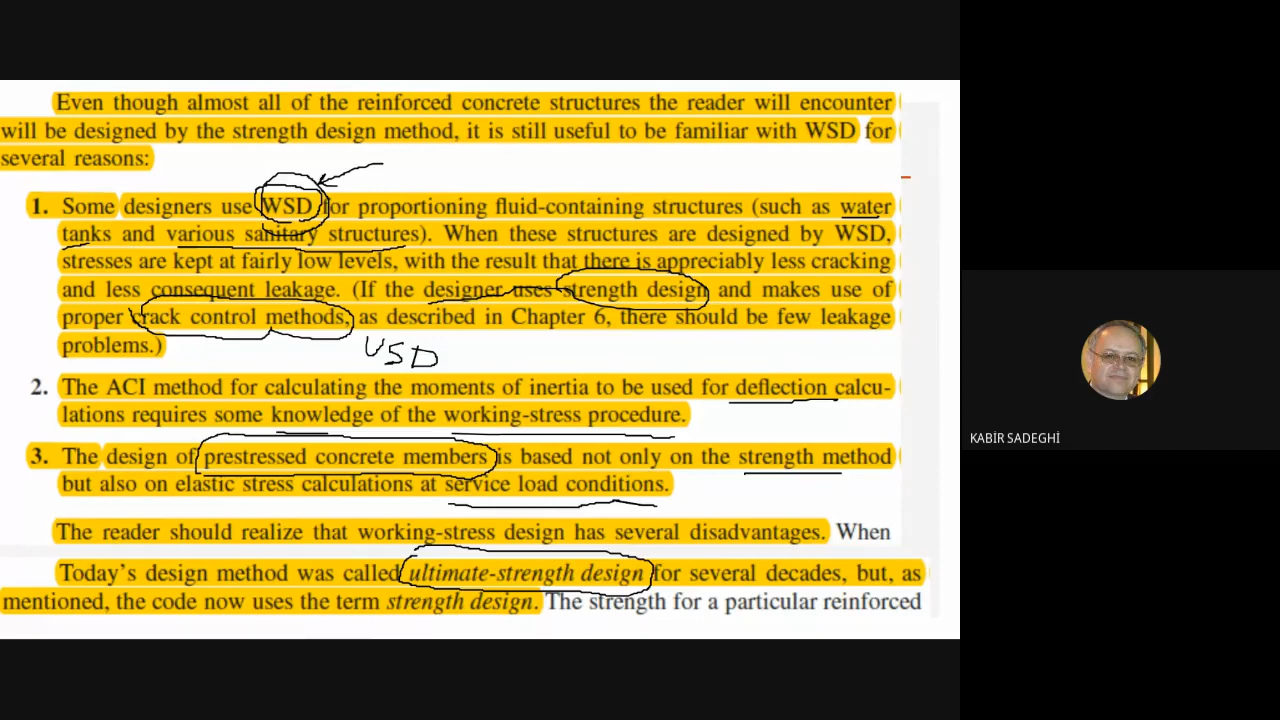 Even though almost all of the reinforced concrete structures the reader will encounter
will be designed by the strength design method, it is still useful to be familiar with WSD for
several reasons:
1. Some designers use WSD for proportioning fluid-containing structures (such as water
tanks and various sanitary structures). When these structures are designed by WSD,
stresses are kept at fairly low levels, with the result that there is appreciably less cracking
and less consequent leakage. (If the designer uses strength design and makes use of
proper crack control methods, as described in Chapter 6, there should be few leakage
problems.)
USD
2. The ACI method for calculating the moments of inertia to be used for deflection calcu-
lations requires some knowledge of the working-stress procedure.
3. The design of prestressed concrete members is based not only on the strength method
but also on elastic stress calculations at service load conditions.
The reader should realize that working-stress design has several disadvantages. When
Today's design method was called ultimate-strength design for several decades, but, as
mentioned, the code now uses the term strength design. The strength for a particular reinforced
KABİR SADEGHİ